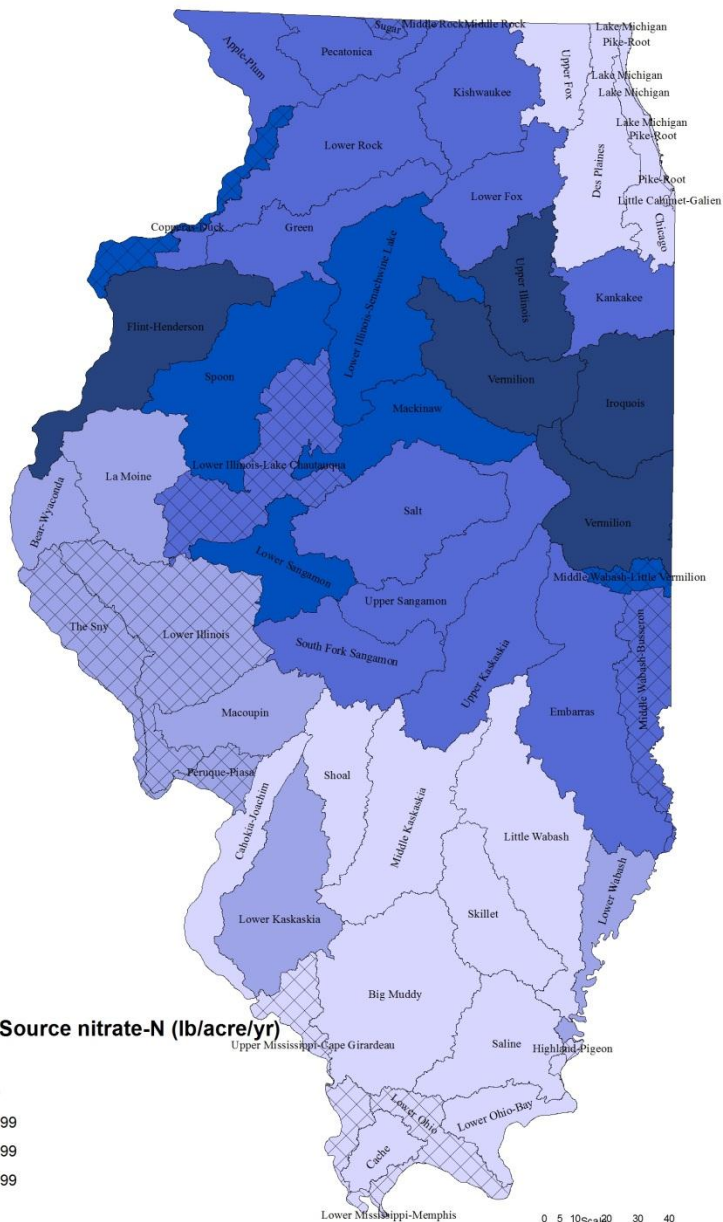 Lake Michigan
Middle Rock
Middle Rock
Sugar
Pike-Root
Apple-Plum
Pecatonica
Upper Fox
Lake Michigan
Kishwaukee
Lake Michigan
Lake Michigan
Pike-Root
Lower Rock
Des Plaines
Pike-Root
Lower Fox
Little Calumet-Galien
Copperas-Duck
Green
Chicago
Upper Illinois
Kankakee
Lower Illinois-Senachwine Lake
Flint-Henderson
Spoon
Vermilion
Iroquois
Mackinaw
Lower Illinois-Lake Chautauqua
La Moine
Bear-Wyaconda
Salt
Vermilion
Lower Sangamon
Middle Wabash-Little Vermilion
Upper Sangamon
The Sny
Lower Illinois
South Fork Sangamon
Upper Kaskaskia
Middle Wabash-Busseron
Macoupin
Embarras
Peruque-Piasa
Shoal
Cahokia-Joachim
Middle Kaskaskia
Little Wabash
Lower Wabash
Lower Kaskaskia
Skillet
Big Muddy
Source nitrate-N (lb/acre/yr)
Upper Mississippi-Cape Girardeau
Saline
Highland-Pigeon
99
Lower Ohio
Lower Ohio-Bay
99
Cache
99
Lower Mississippi-Memphis
0 5 10 20 30 40
Scale